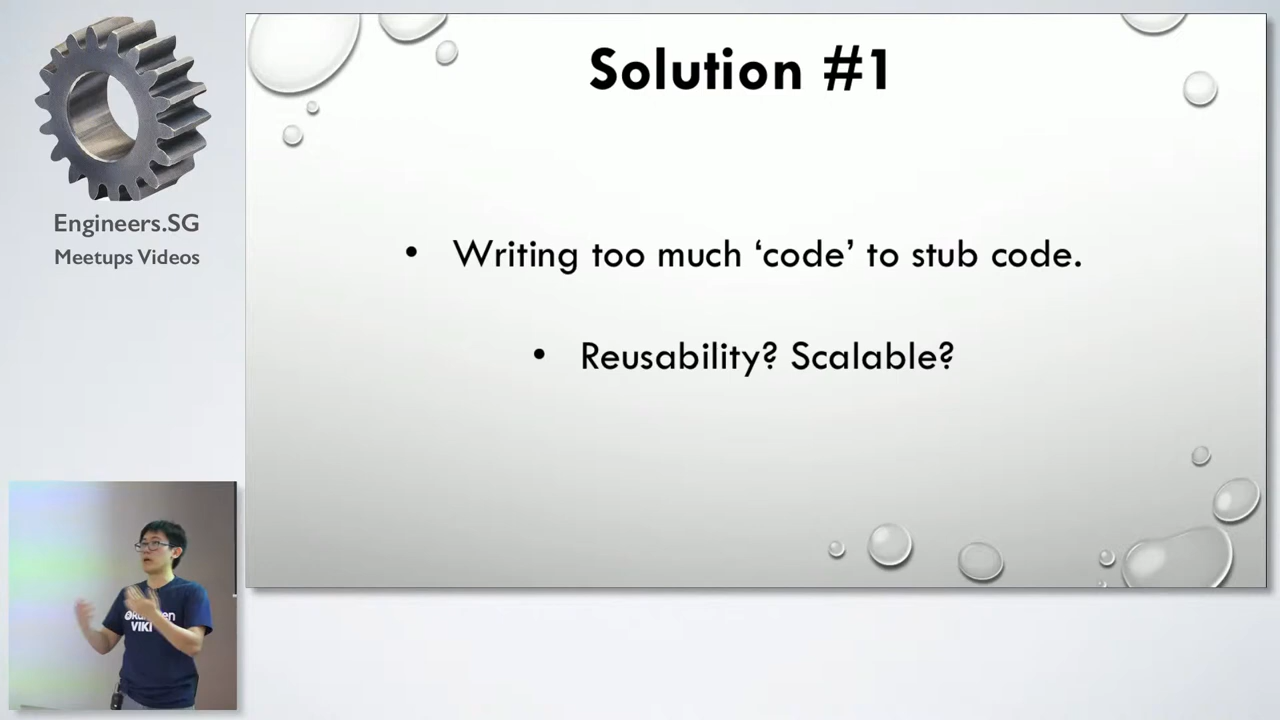 Engineers.SG
Meetups Videos
Solution #1
• Writing too much ‘code’ to stub code.
• Reusability? Scalable?
VIKI